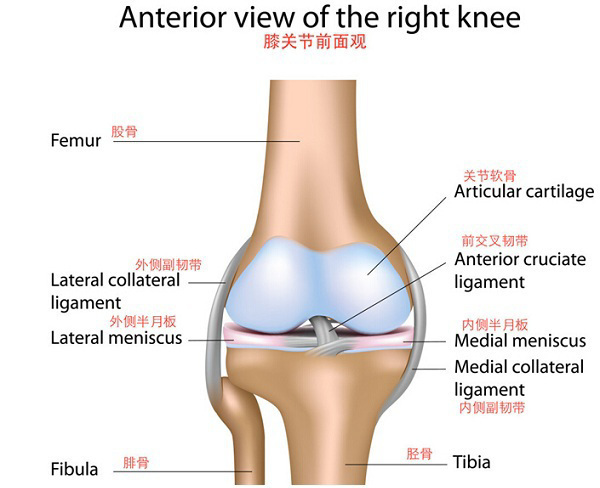 Anterior view of the right knee
膝关节前面观
Femur
股骨
关节软骨
Articular cartilage
前交叉韧带
Anterior cruciate
ligament
外侧副韧带
Lateral collateral
ligament
外侧半月板
Lateral meniscus
内侧半月板
Medial meniscus
Medial collateral
ligament
内侧副韧带
Fibula
腓骨
胫骨
Tibia